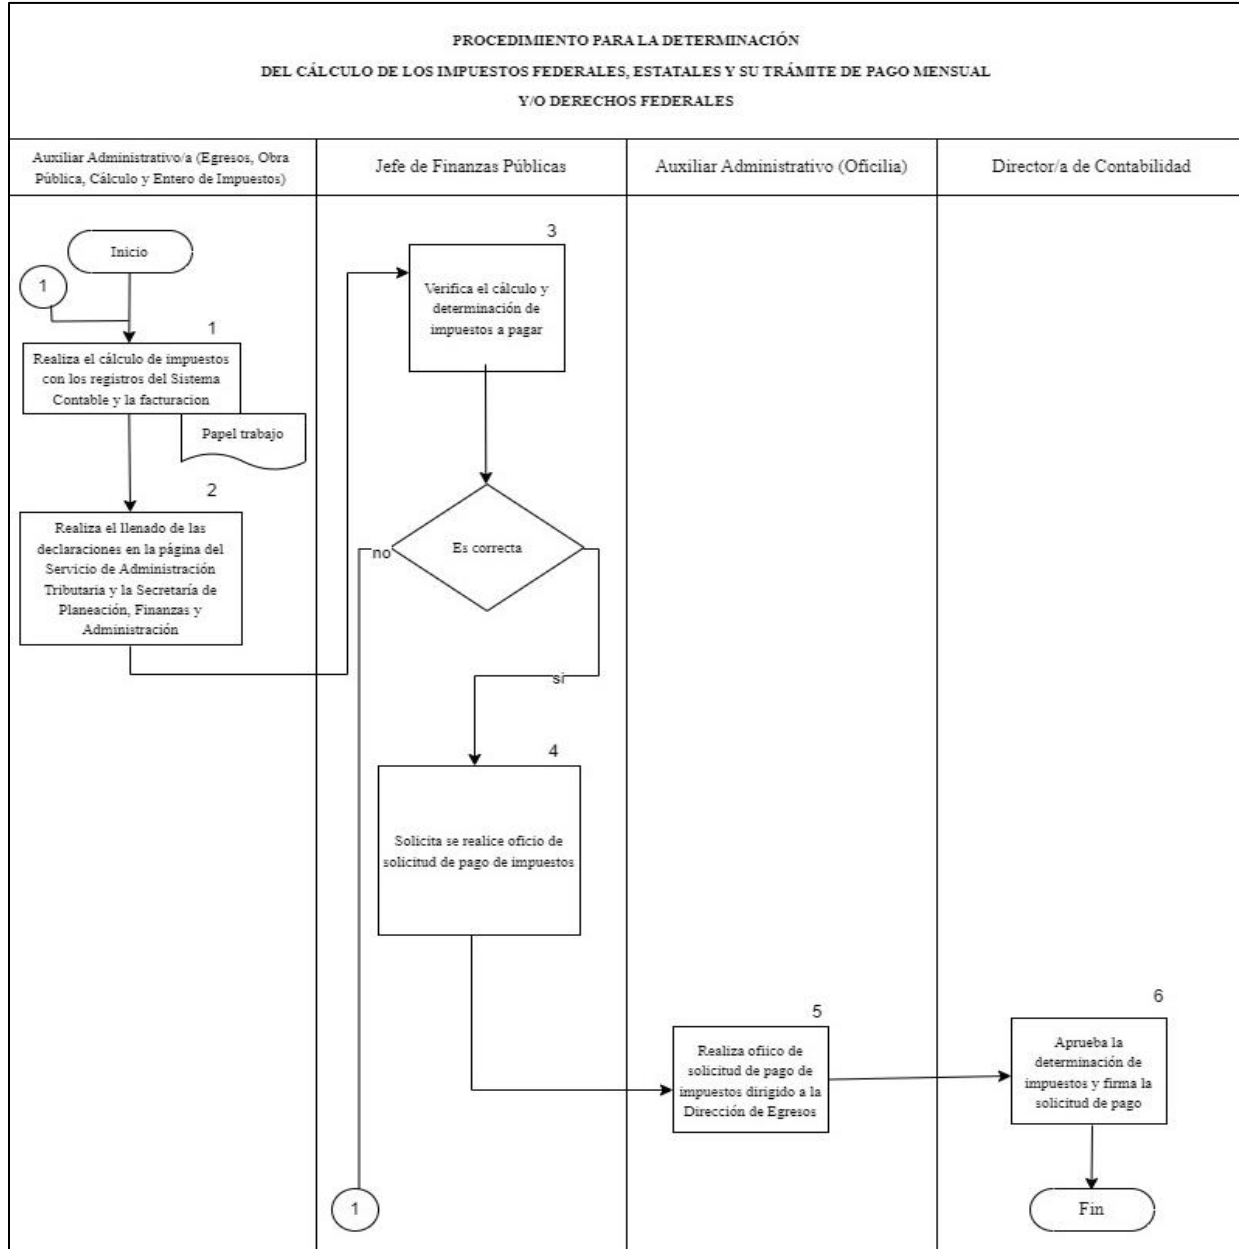 PROCEDIMIENTO PARA LA DETERMINACIÓN
DEL CÁLCULO DE LOS IMPUESTOS FEDERALES, ESTATALES Y SU TRÁMITE DE PAGO MENSUAL
Y/O DERECHOS FEDERALES
Auxiliar Administrativo/a (Egresos, Obra
Pública, Cálculo y Entero de Impuestos)
Jefe de Finanzas Públicas
Auxiliar Administrativo (Oficilia)
Director/a de Contabilidad
Inicio
1
1
Realiza el cálculo de impuestos
con los registros del Sistema
Contable y la facturacion
Papel trabajo
2
Realiza el llenado de las
declaraciones en la página del
Servicio de Administración
Tributaria y la Secretaría de
Planeación, Finanzas y
Administración
3
Verifica el cálculo y
determinación de
impuestos a pagar
Es correcta
no
si
4
Solicita se realice oficio de
solicitud de pago de impuestos
1
5
Realiza ofiico de
solicitud de pago de
impuestos dirigido a la
Dirección de Egresos
6
Aprueba la
determinación de
impuestos y firma la
solicitud de pago
Fin